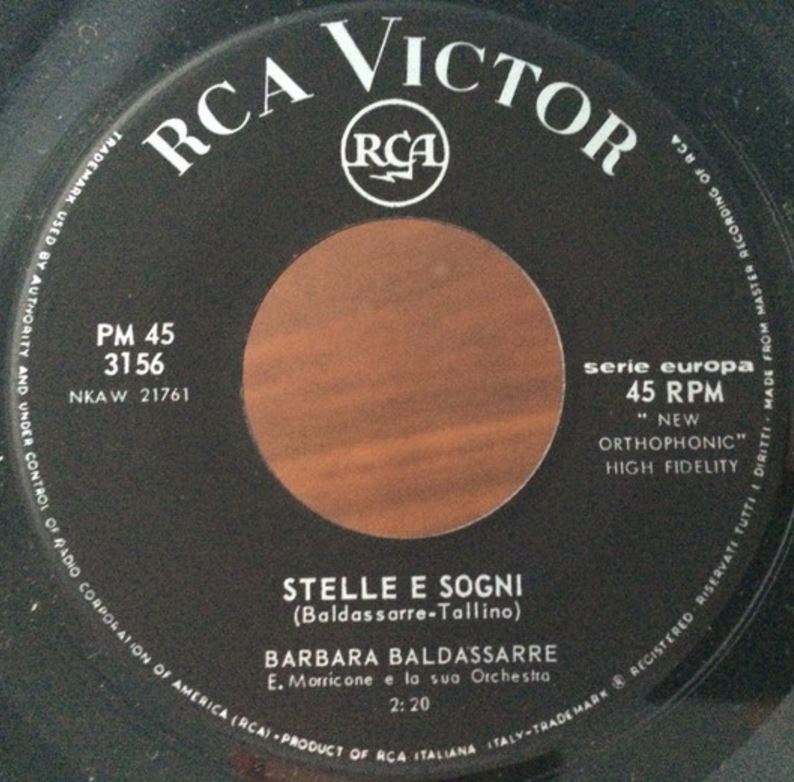 RCA VICTOR
RCA
PM 45
3156
NKAW 21761
serie europa
45 RPM
" NEW
ORTHOPHONIC"
HIGH FIDELITY
STELLE E SOGNI
(Baldassarre-Tallino)
BARBARA BALDASSARRE
E. Morricone e la sua Orchestra
2:20
TRADEMARK USED BY AUTHORITY AND UNDER CONTROL OF RADIO CORPORATION OF AMERICA (RCA) • PRODUCT OF RCA ITALIANA ITALY-TRADEMARK ® REGISTERED. RISERVATI TUTTI I DIRITTI - MADE FROM MASTER RECORDING OF RCA